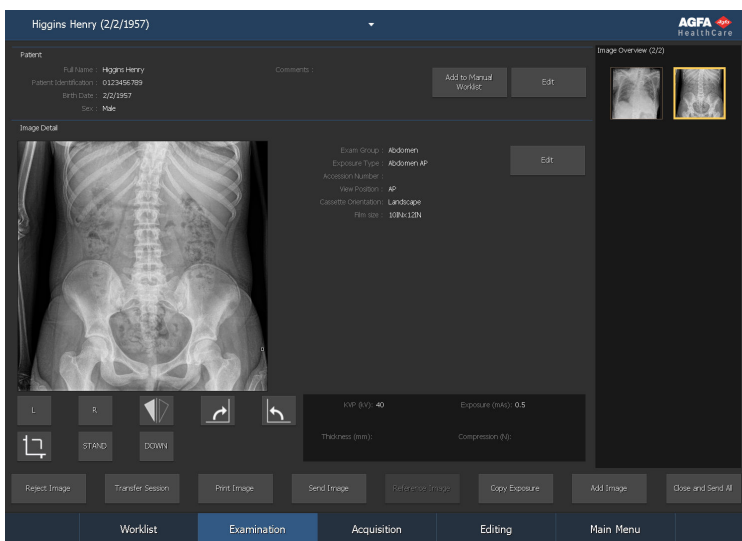 Higgins Henry (2/2/1957)
AGFA
HealthCare
Patient
Full Name : Higgins Henry
Patient Identification : 0123456789
Birth Date : 2/2/1957
Sex : Male
Comments :
Add to Manual
Worklist
Edit
Image Overview (2/2)
Image Detail
Exam Group : Abdomen
Exposure Type : Abdomen AP
Accession Number :
View Position : AP
Cassette Orientation: Landscape
Film size : 10INx12IN
Edit
L
R
STAND
DOWN
KVP (kV): 40
Exposure (mAs): 0.5
Thickness (mm):
Compression (N):
Reject Image
Transfer Session
Print Image
Send Image
Reference Image
Copy Exposure
Add Image
Close and Send All
Worklist
Examination
Acquisition
Editing
Main Menu